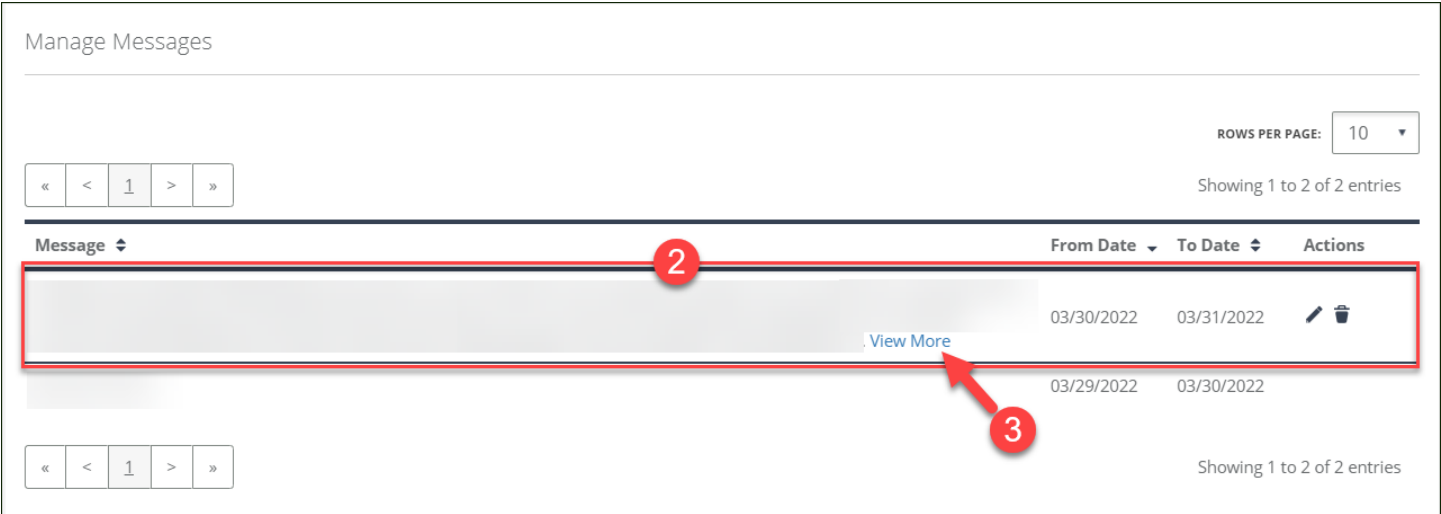 Manage Messages
ROWS PER PAGE: 10
« < 1 > » Showing 1 to 2 of 2 entries
Message From Date To Date Actions
2
03/30/2022 03/31/2022
. View More
03/29/2022 03/30/2022
3
« < 1 > » Showing 1 to 2 of 2 entries